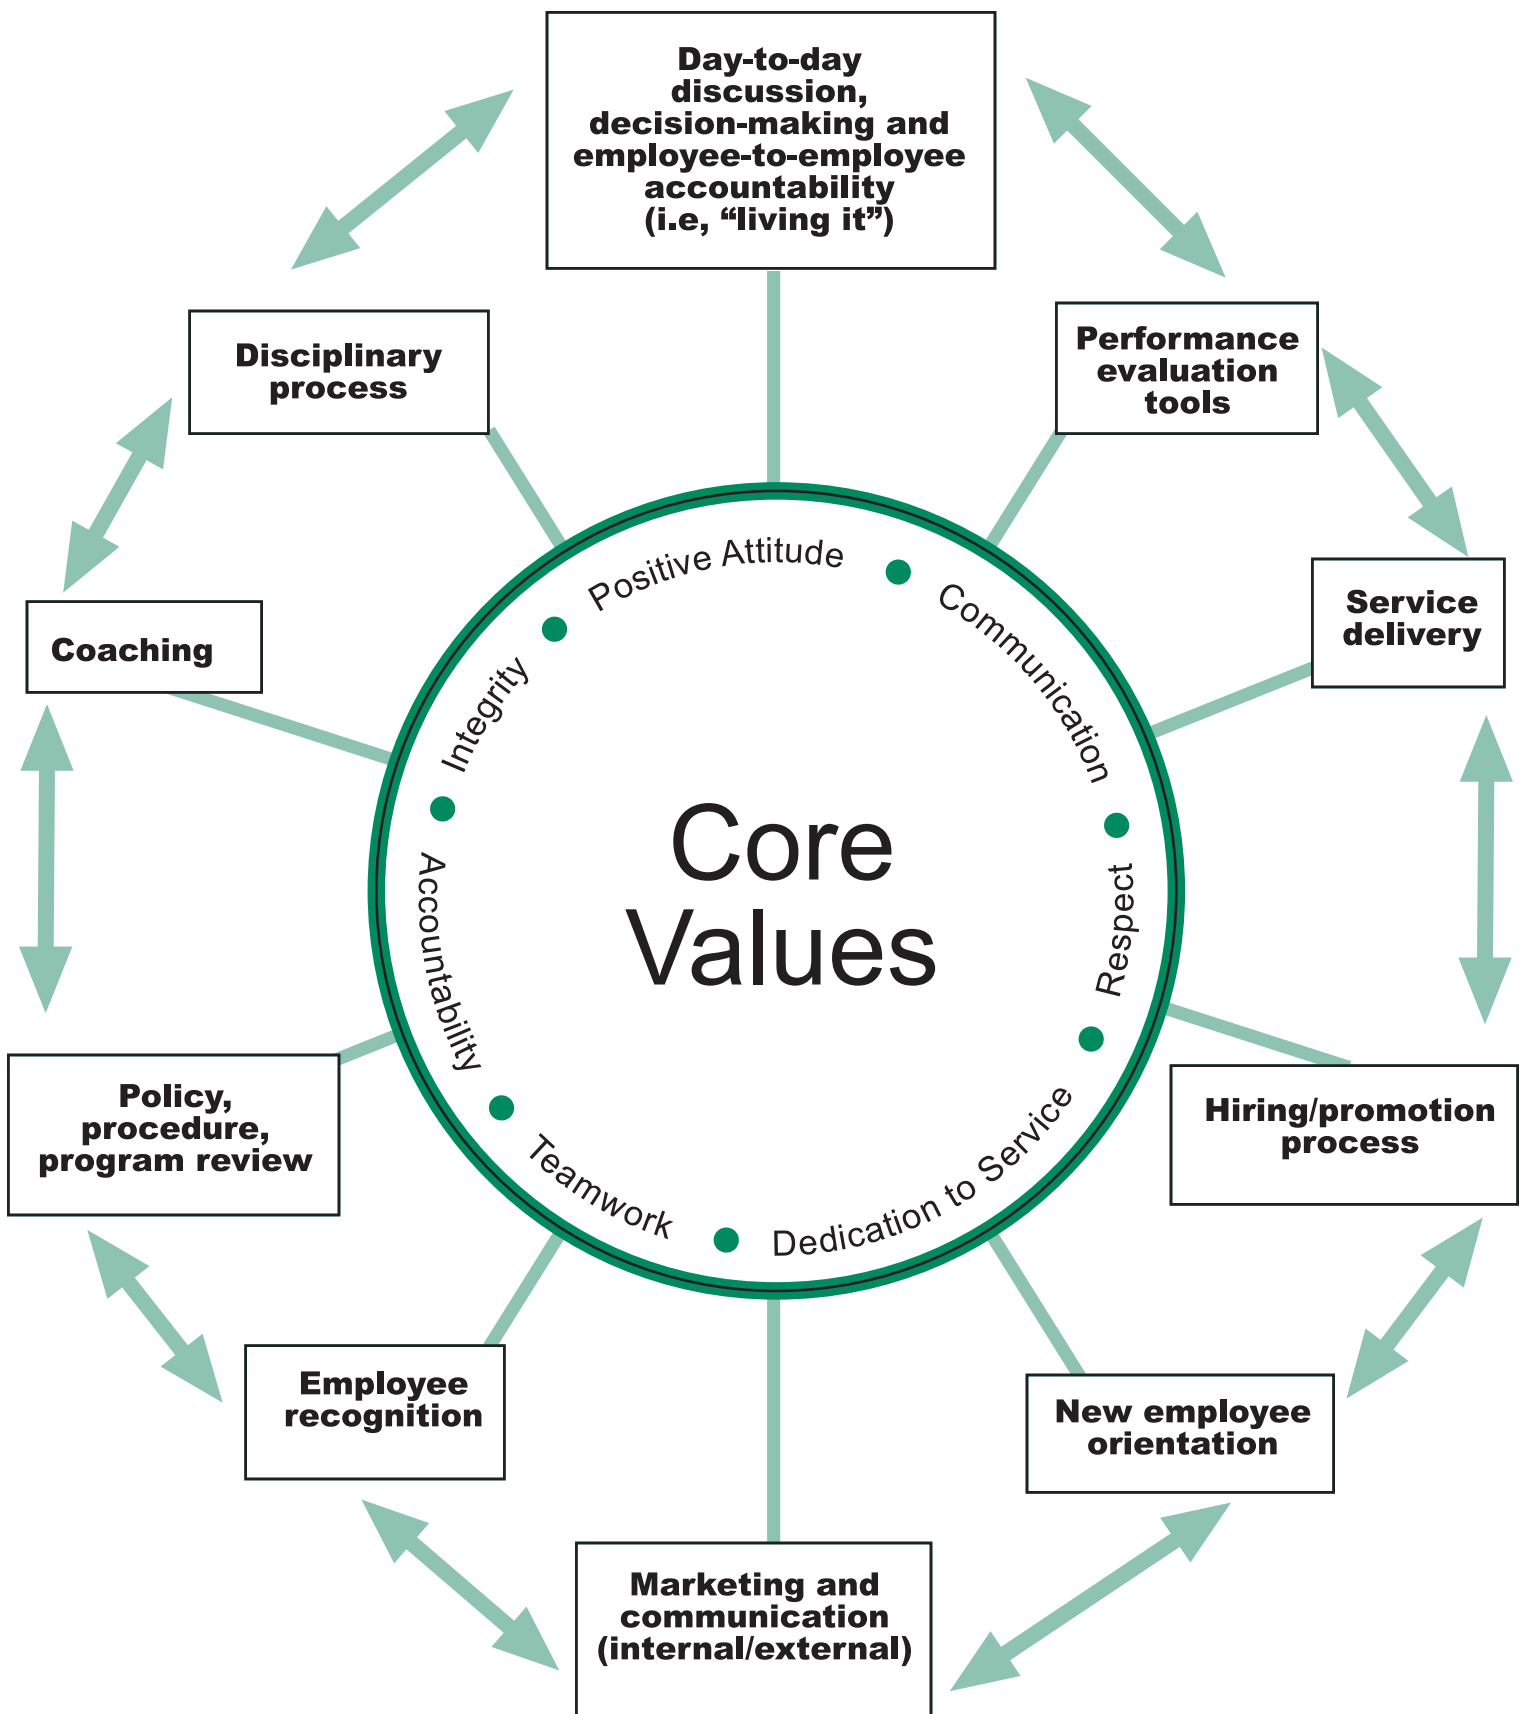 Day-to-day
discussion,
decision-making and
employee-to-employee
accountability
(i.e, “living it”)
Performance
evaluation
tools
Service
delivery
Hiring/promotion
process
New employee
orientation
Marketing and
communication
(internal/external)
Employee
recognition
Policy,
procedure,
program review
Coaching
Disciplinary
process
Positive Attitude
Communication
Respect
Dedication to Service
Teamwork
Accountability
Integrity
Core
Values